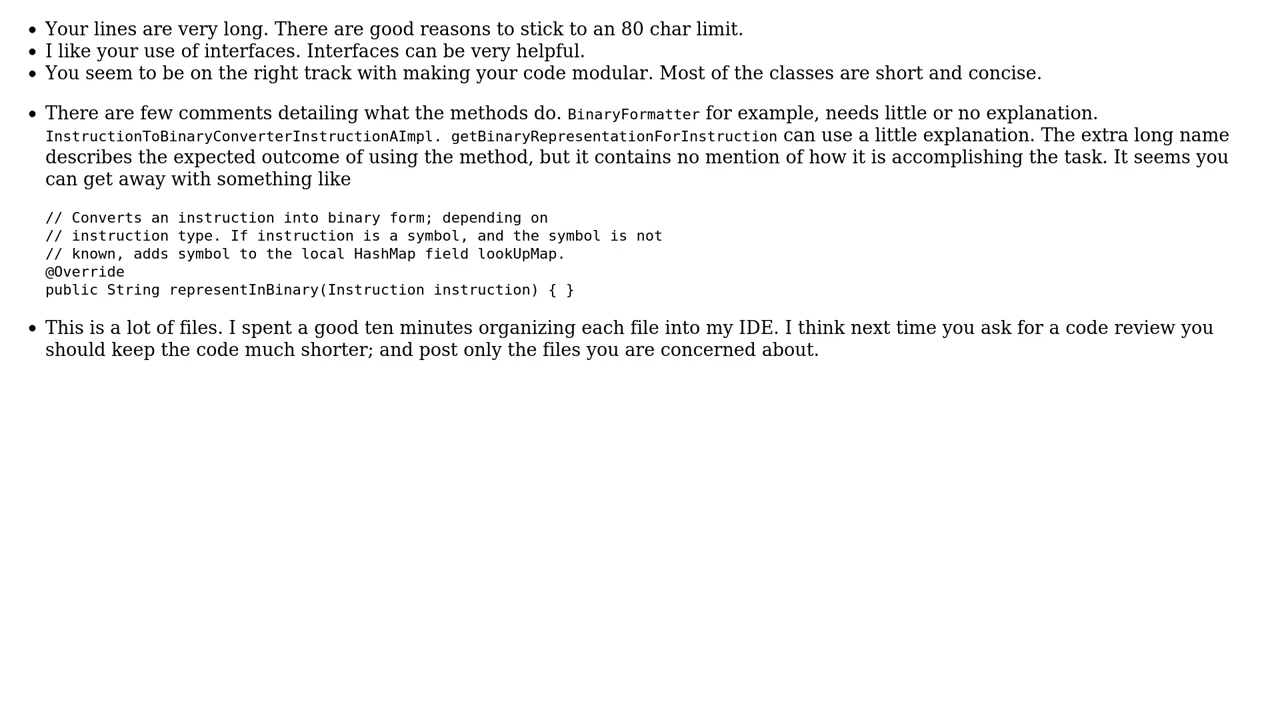 • Your lines are very long. There are good reasons to stick to an 80 char limit.
• I like your use of interfaces. Interfaces can be very helpful.
• You seem to be on the right track with making your code modular. Most of the classes are short and concise.
• There are few comments detailing what the methods do. BinaryFormatter for example, needs little or no explanation.
InstructionToBinaryConverterInstructionAImpl. getBinaryRepresentationForInstruction can use a little explanation. The extra long name
describes the expected outcome of using the method, but it contains no mention of how it is accomplishing the task. It seems you
can get away with something like
// Converts an instruction into binary form; depending on
// instruction type. If instruction is a symbol, and the symbol is not
// known, adds symbol to the local HashMap field lookUpMap.
@Override
public String representInBinary(Instruction instruction) { }
• This is a lot of files. I spent a good ten minutes organizing each file into my IDE. I think next time you ask for a code review you
should keep the code much shorter; and post only the files you are concerned about.